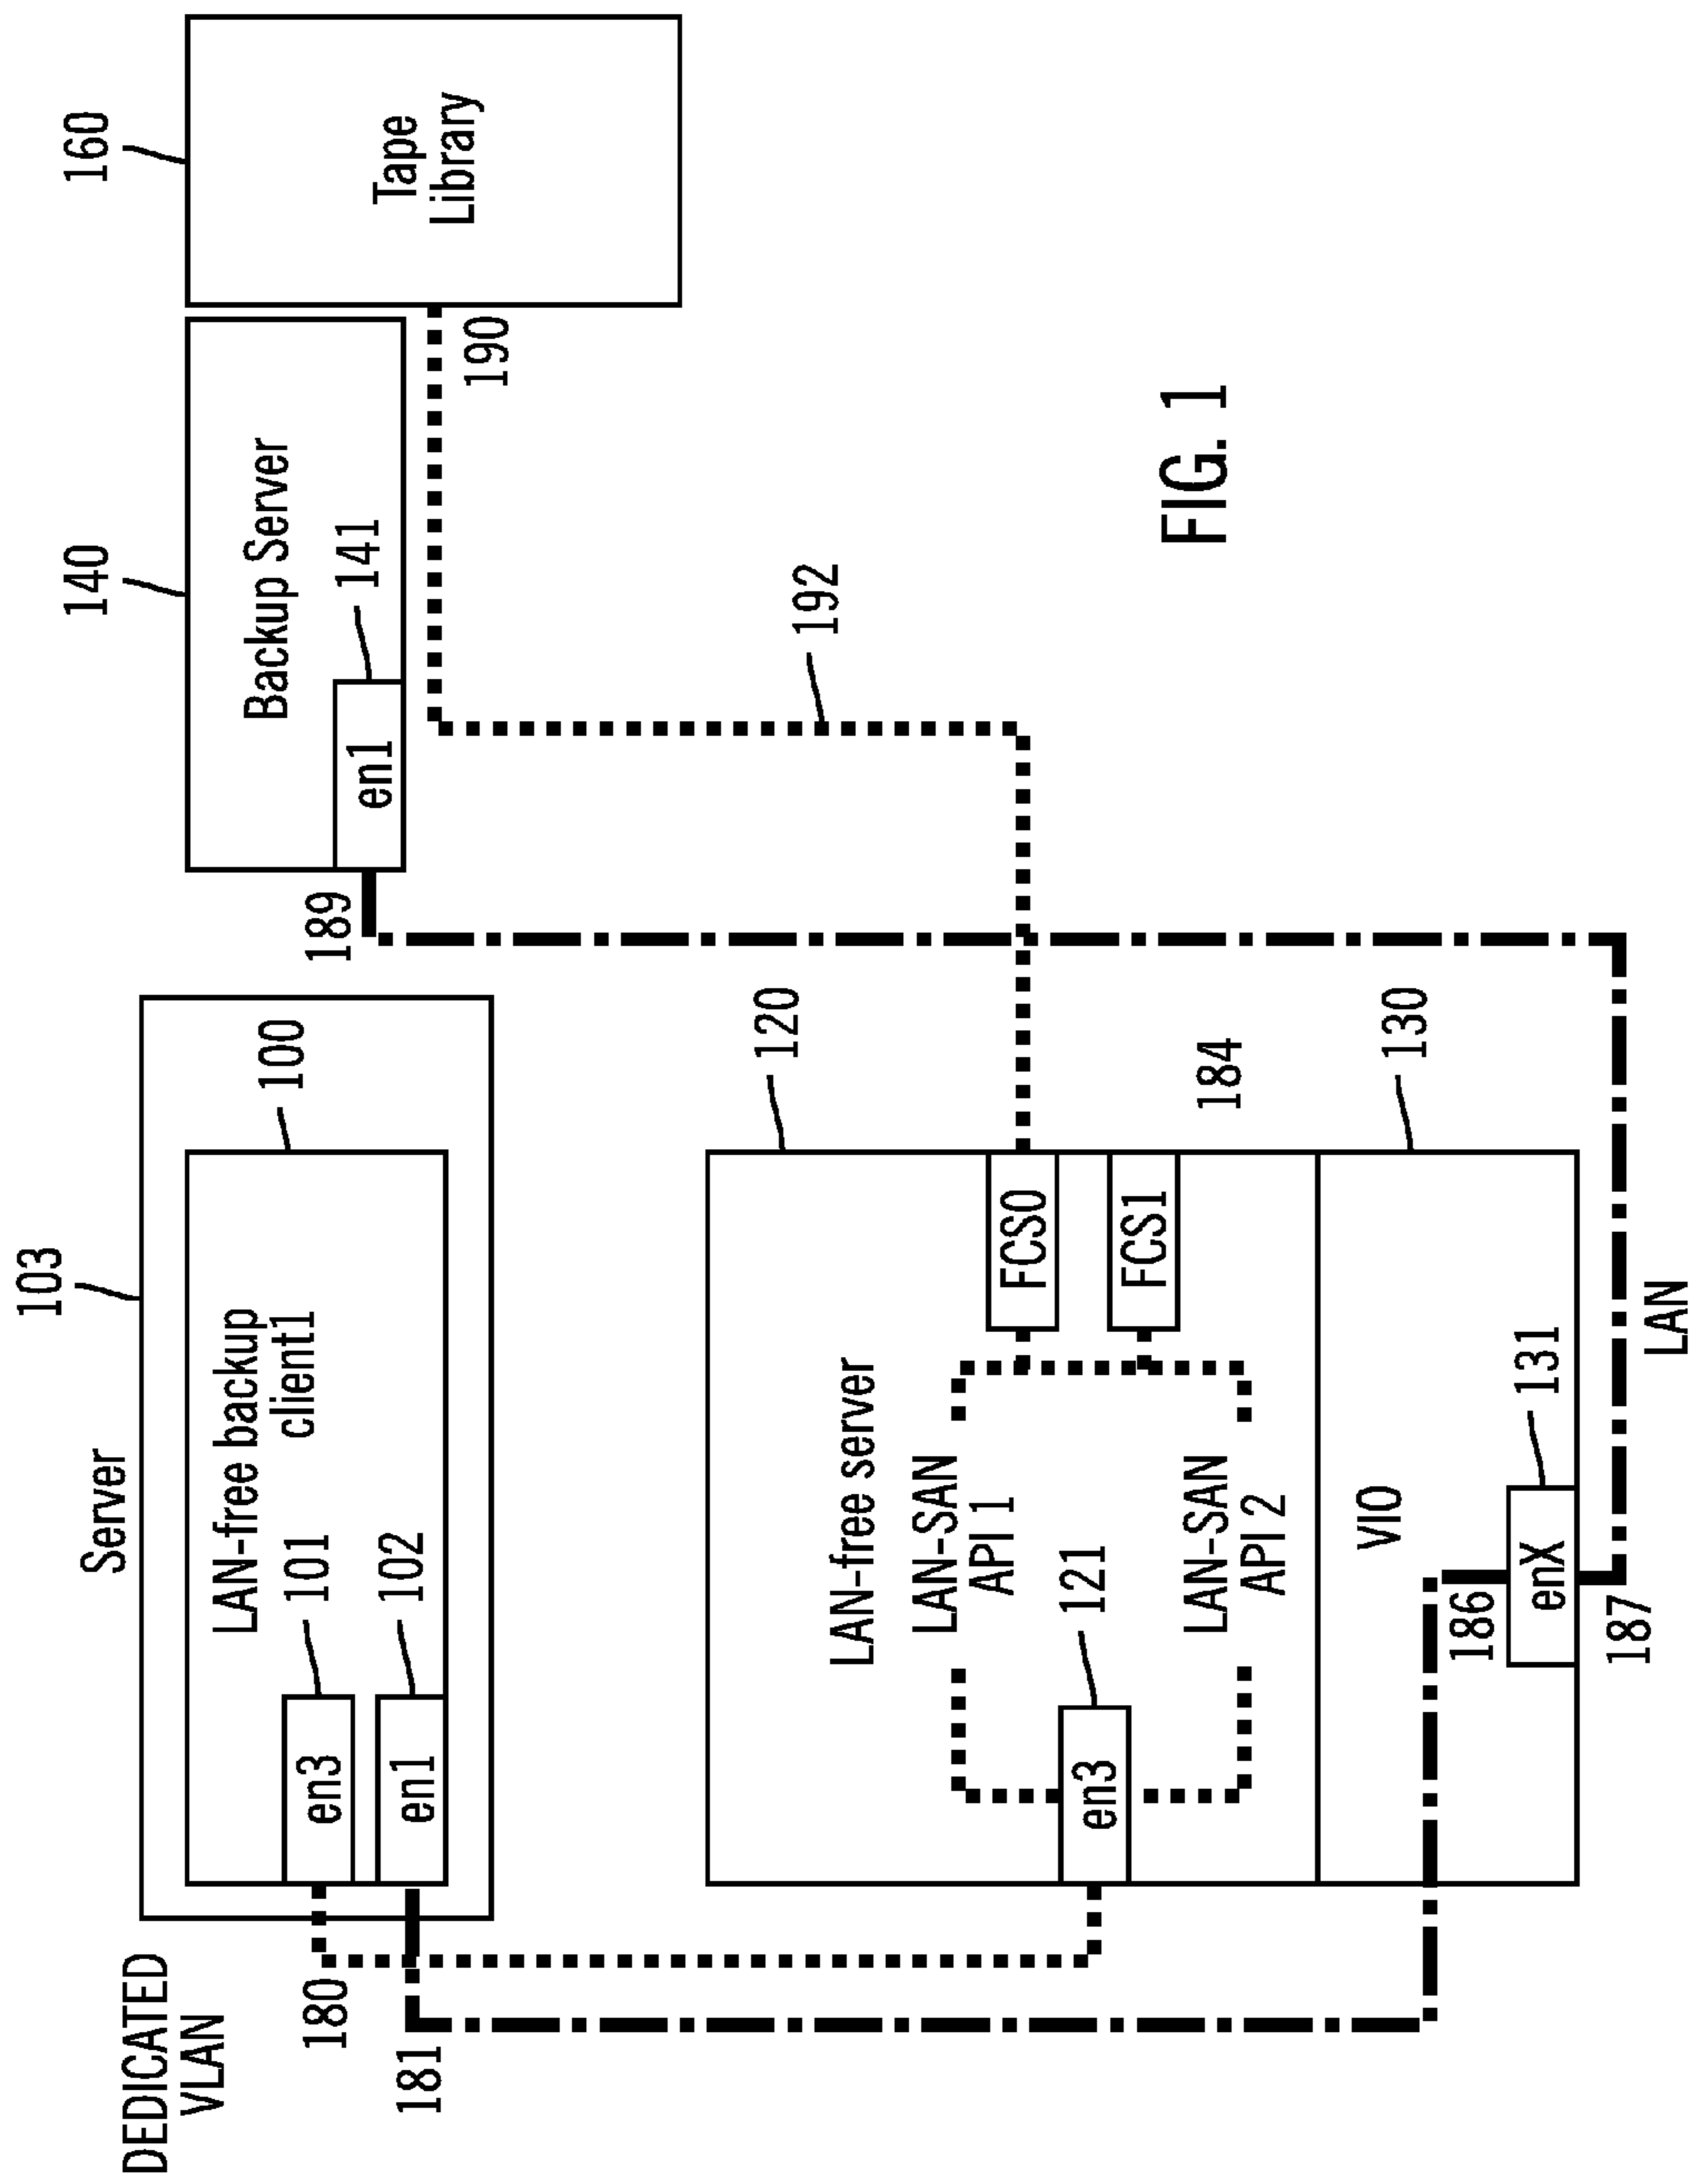 103
Server
100
LAN-free backup
client1
101
en3
102
en1
DEDICATED
VLAN
180
181
140
Backup Server
141
en1
189
160
Tape
Library
190
192
120
LAN-free server
LAN-SAN
API 1
121
en3
LAN-SAN
API 2
FCS0
FCS1
184
130
VIO
186
enX
131
187
LAN
FIG. 1